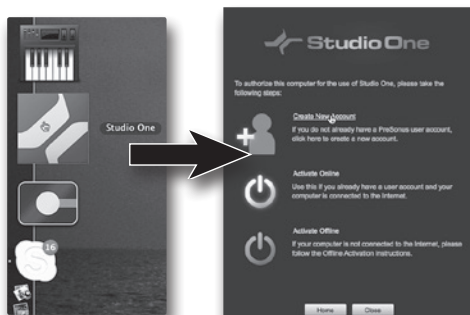 Studio One
16
Studio One
To authorize this computer for the use of Studio One, please take the
following steps:
Create New Account
If you do not already have a PreSonus user account,
click here to create a new account.
Activate Online
Use this if you already have a user account and your
computer is connected to the Internet.
Activate Offline
If your computer is not connected to the Internet, please
follow the Offline Activation instructions.
Home Close